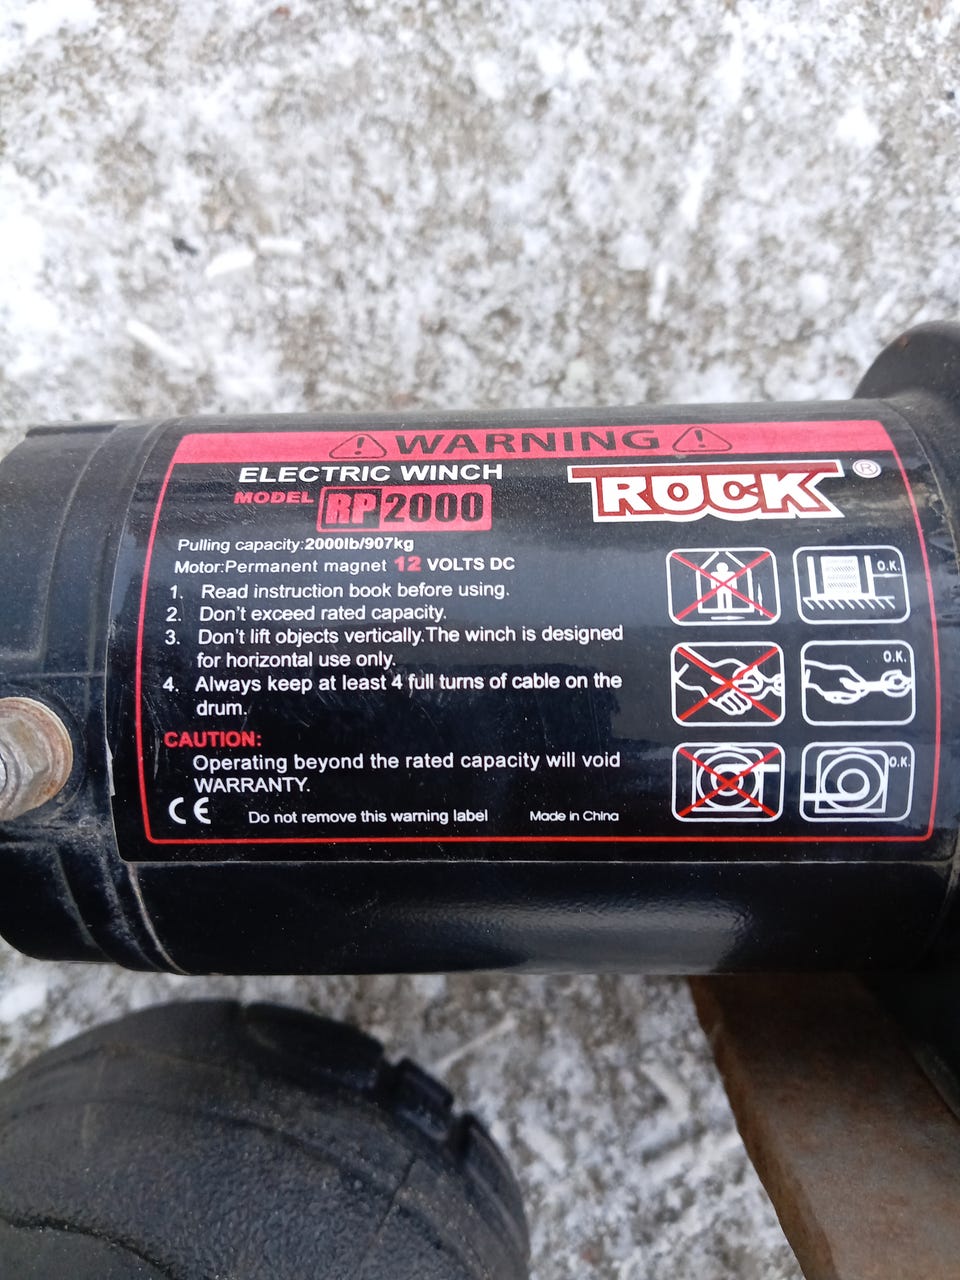 WARNING
ELECTRIC WINCH
MODEL RP2000
ROCK®
Pulling capacity:2000lb/907kg
Motor:Permanent magnet 12 VOLTS DC
1. Read instruction book before using.
2. Don't exceed rated capacity.
3. Don't lift objects vertically.The winch is designed
for horizontal use only.
4. Always keep at least 4 full turns of cable on the
drum.
CAUTION:
Operating beyond the rated capacity will void
WARRANTY.
CE Do not remove this warning label Made in China
O.K.
O.K.
O.K.